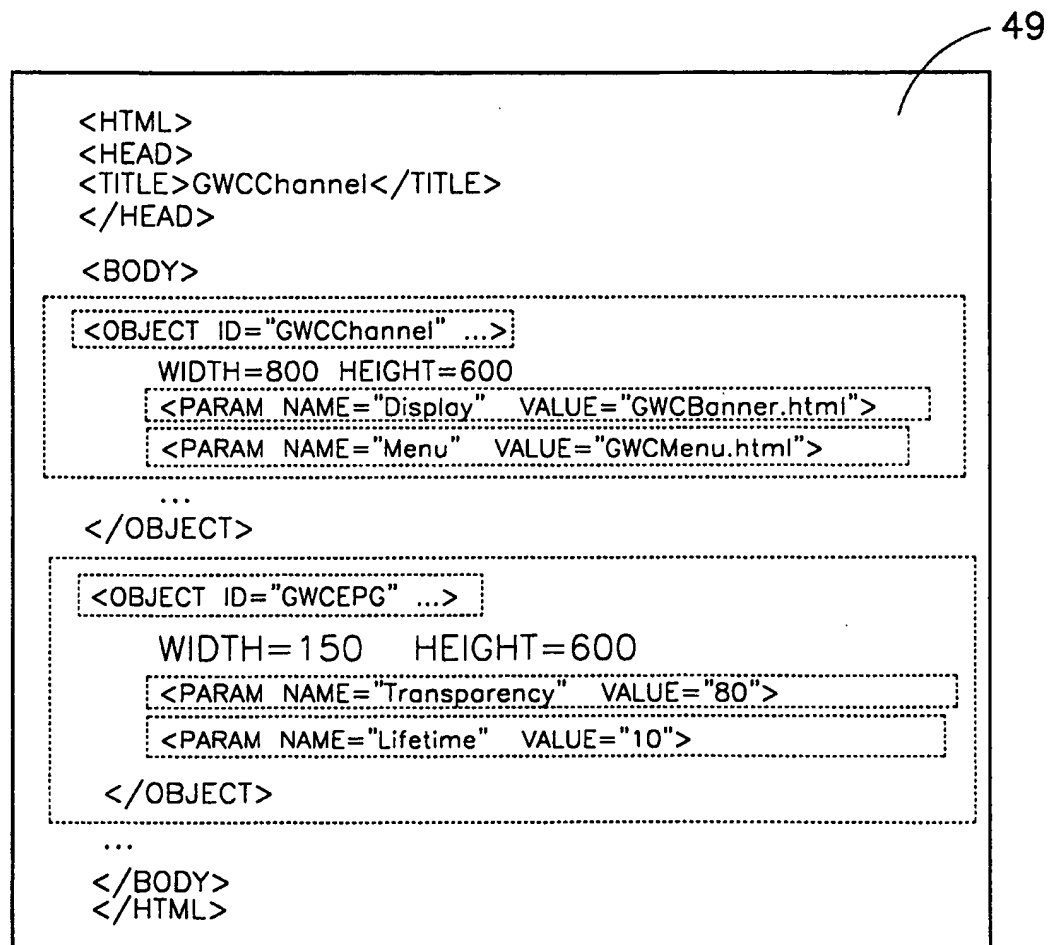 49
<HTML>
<HEAD>
<TITLE>GWCChannel</TITLE>
</HEAD>
<BODY>
<OBJECT ID="GWCChannel" ...>
WIDTH=800 HEIGHT=600
<PARAM NAME="Display" VALUE="GWCBanner.html">
<PARAM NAME="Menu" VALUE="GWCMenu.html">
...
</OBJECT>
<OBJECT ID="GWCEPG" ...>
WIDTH=150 HEIGHT=600
<PARAM NAME="Transparency" VALUE="80">
<PARAM NAME="Lifetime" VALUE="10">
</OBJECT>
...
</BODY>
</HTML>